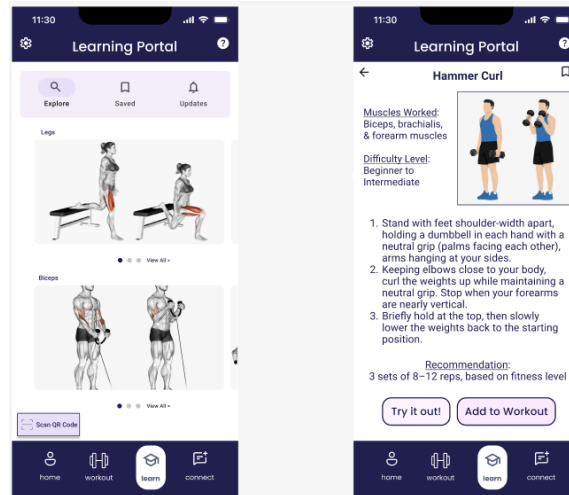 11:30
Learning Portal
?
Explore
Saved
Updates
Legs
View All >
Biceps
View All >
Scan QR Code
home
workout
learn
connect
11:30
Learning Portal
?
Hammer Curl
Muscles Worked:
Biceps, brachialis,
& forearm muscles
Difficulty Level:
Beginner to
Intermediate
1. Stand with feet shoulder-width apart,
holding a dumbbell in each hand with a
neutral grip (palms facing each other),
arms hanging at your sides.
2. Keeping elbows close to your body,
curl the weights up while maintaining a
neutral grip. Stop when your forearms
are nearly vertical.
3. Briefly hold at the top, then slowly
lower the weights back to the starting
position.
Recommendation:
3 sets of 8–12 reps, based on fitness level
Try it out!
Add to Workout
home
workout
learn
connect